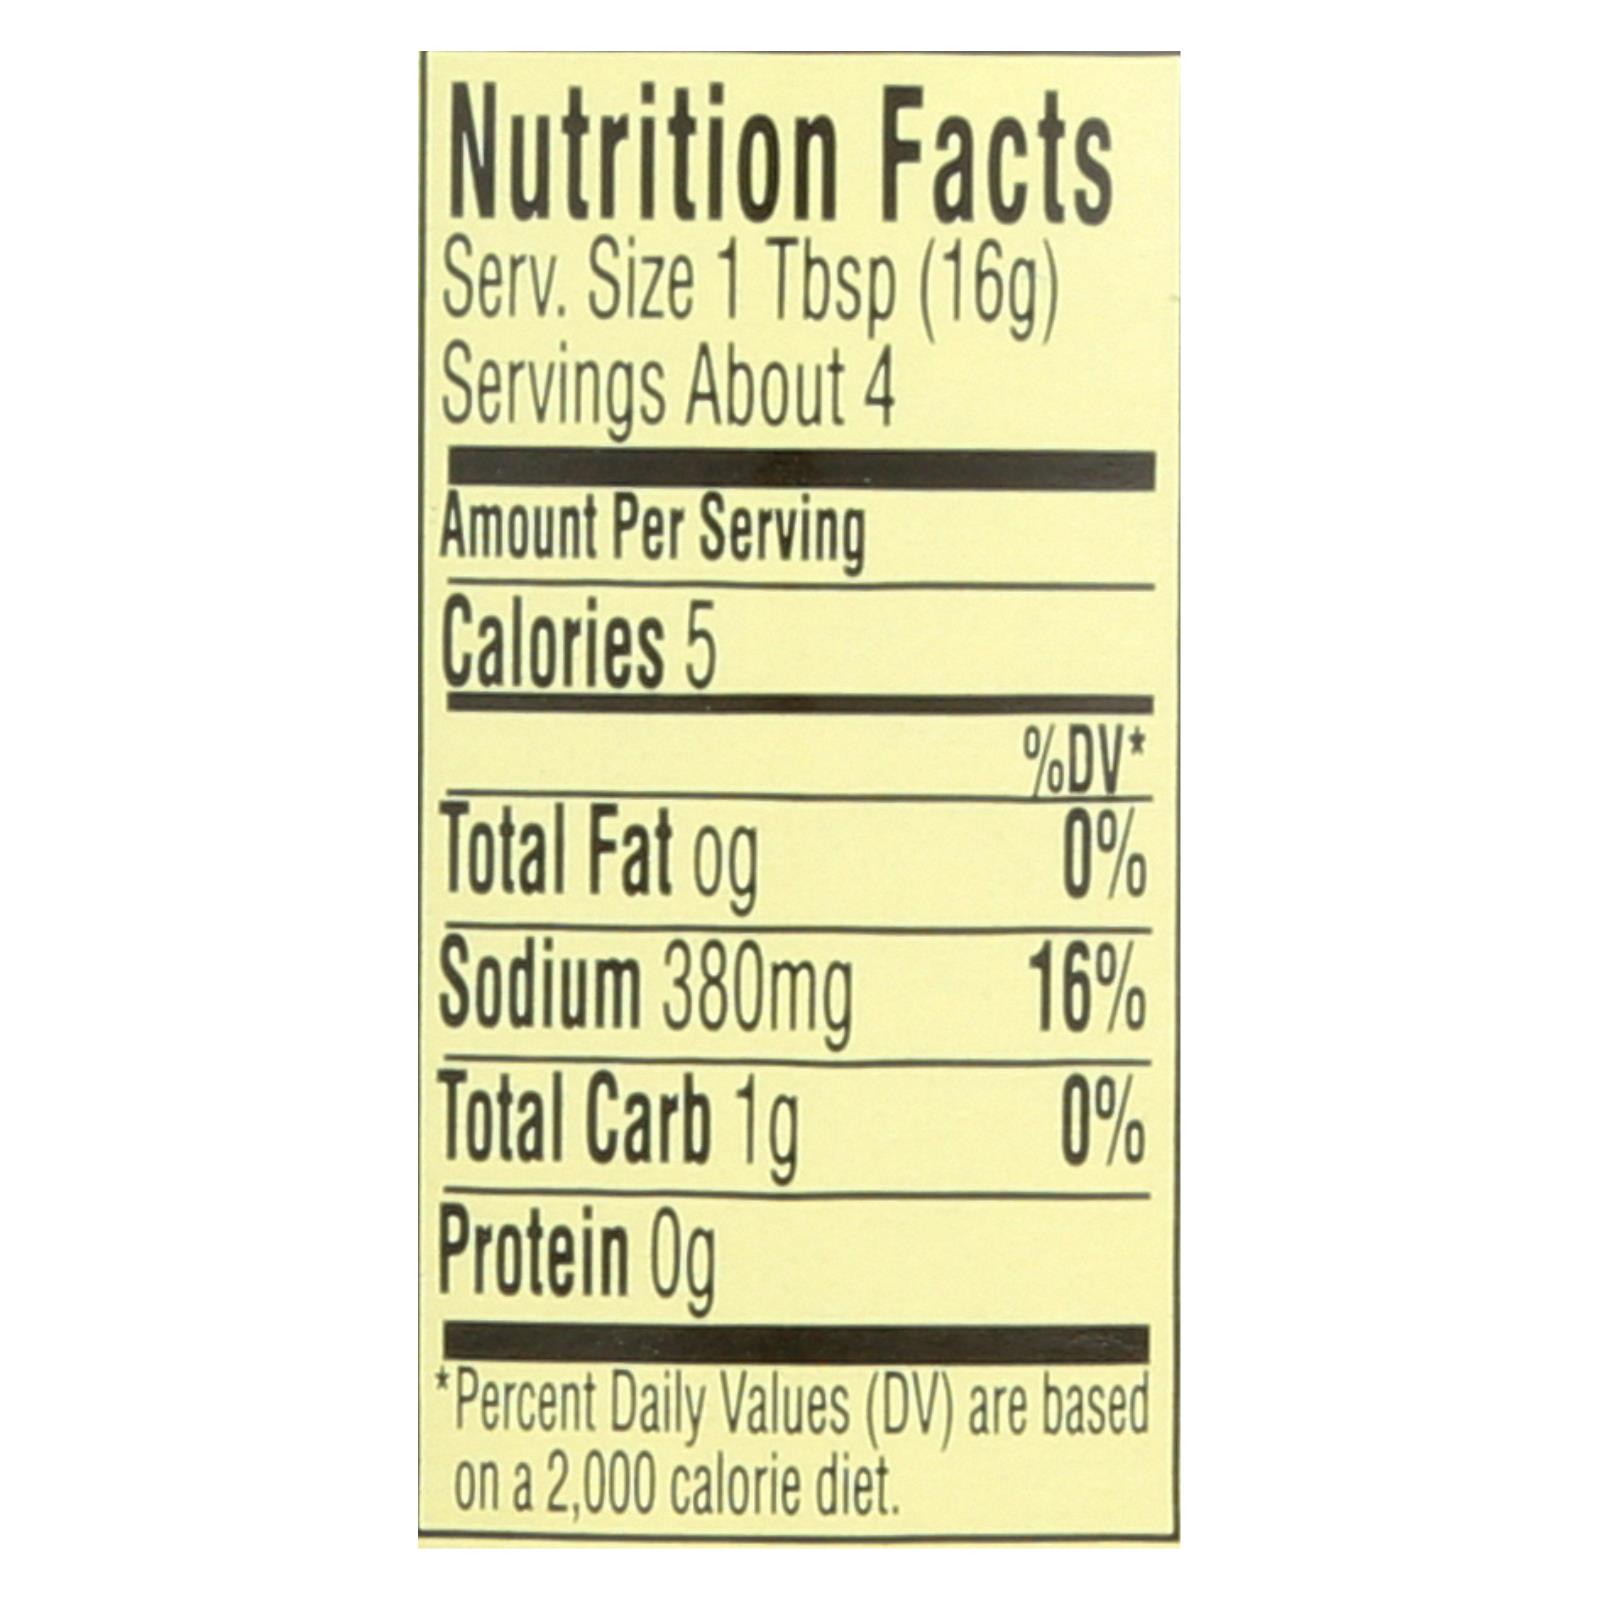 Nutrition Facts
Serv. Size 1 Tbsp (16g)
Servings About 4
Amount Per Serving
Calories 5
%DV*
Total Fat 0g 0%
Sodium 380mg 16%
Total Carb 1g 0%
Protein 0g
*Percent Daily Values (DV) are based
on a 2,000 calorie diet.